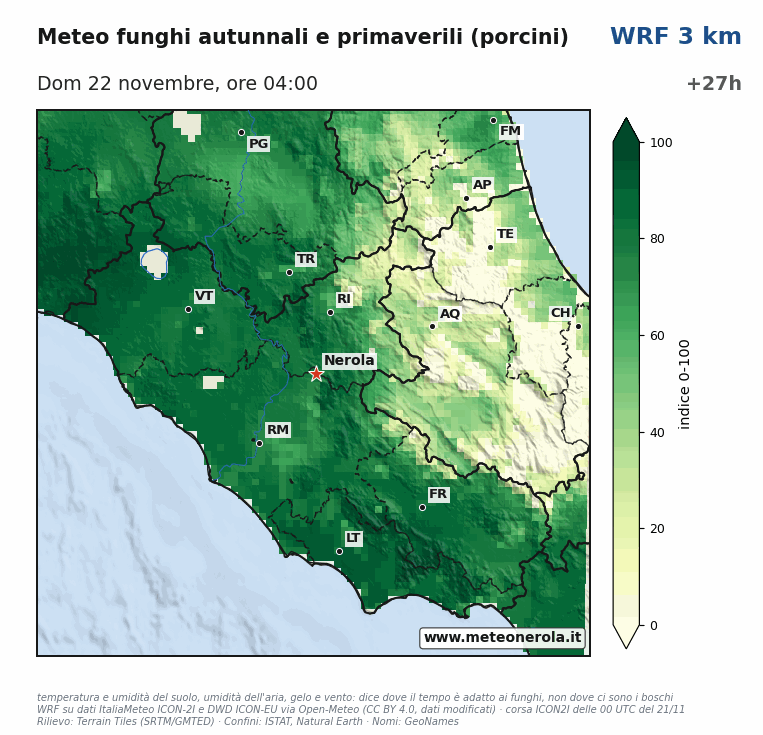 Meteo funghi autunnali e primaverili (porcini)
WRF 3 km
Dom 22 novembre, ore 04:00
+27h
FM
PG
AP
TE
TR
VT
RI
AQ
CH
Nerola
RM
FR
LT
www.meteonerola.it
100
80
60
40
20
0
indice 0-100
temperatura e umidità del suolo, umidità dell'aria, gelo e vento: dice dove il tempo è adatto ai funghi, non dove ci sono i boschi
WRF su dati ItaliaMeteo ICON-2I e DWD ICON-EU via Open-Meteo (CC BY 4.0, dati modificati) · corsa ICON2I delle 00 UTC del 21/11
Rilievo: Terrain Tiles (SRTM/GMTED) · Confini: ISTAT, Natural Earth · Nomi: GeoNames